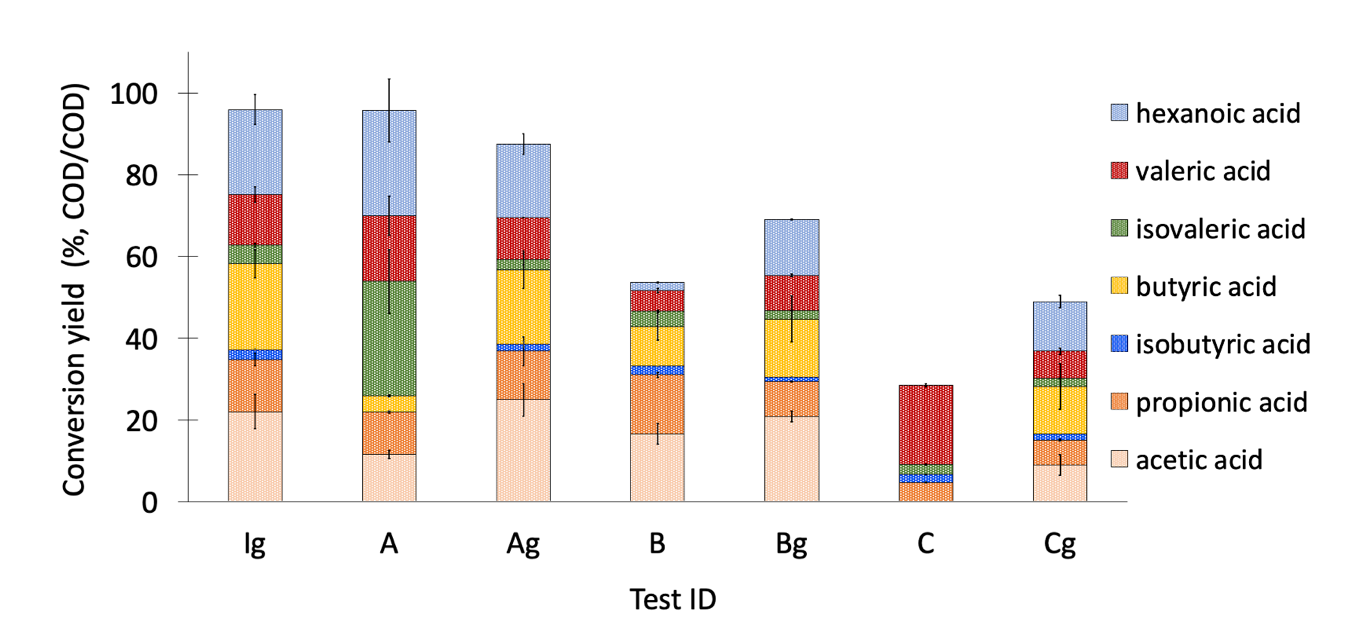 Conversion yield (%, COD/COD)
100
80
60
40
20
0
Ig A Ag B Bg C Cg
Test ID
hexanoic acid
valeric acid
isovaleric acid
butyric acid
isobutyric acid
propionic acid
acetic acid